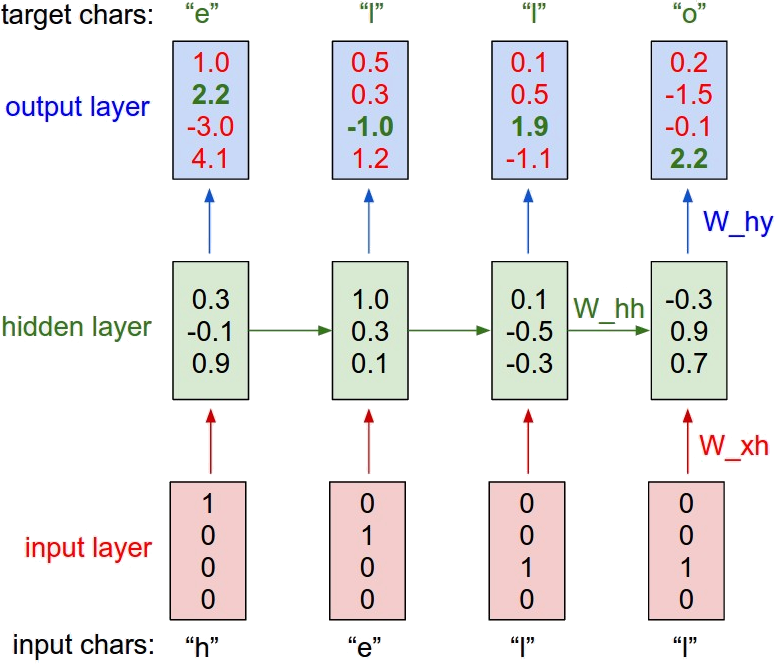 target chars: “e” “l” “l” “o”
1.0 0.5 0.1 0.2
2.2 0.3 0.5 -1.5
output layer -3.0 -1.0 1.9 -0.1
4.1 1.2 -1.1 2.2
W_hy
0.3 1.0 0.1 W_hh -0.3
hidden layer -0.1 0.3 -0.5 0.9
0.9 0.1 -0.3 0.7
W_xh
1 0 0 0
0 1 0 0
input layer 0 0 1 1
0 0 0 0
input chars: “h” “e” “l” “l”